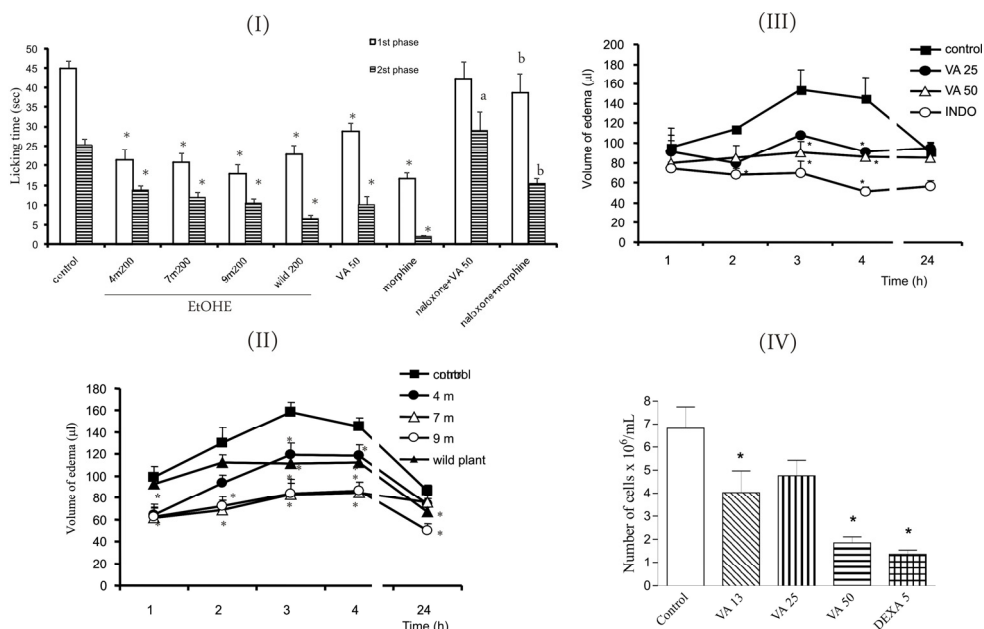 (I)
1st phase
2st phase
Licking time (sec)
50
45
40
35
30
25
20
15
10
5
0
* * * * * * * * * * * * a b b
control
4m200
7m200
9m200
wild 200
VA 50
morphine
naloxone+VA 50
naloxone+morphine
EtOHE
(III)
control
VA 25
VA 50
INDO
Volume of edema (μl)
200
180
160
140
120
100
80
60
40
20
0
* * * * * *
1 2 3 4 24
Time (h)
(II)
control
4 m
7 m
9 m
wild plant
Volume of edema (μl)
180
160
140
120
100
80
60
40
20
0
* * * * * * * * * * * * * *
1 2 3 4 24
Time (h)
(IV)
Number of cells x 10⁶/mL
8
7
6
5
4
3
2
1
0
* * *
Control
VA 13
VA 25
VA 50
DEXA 5